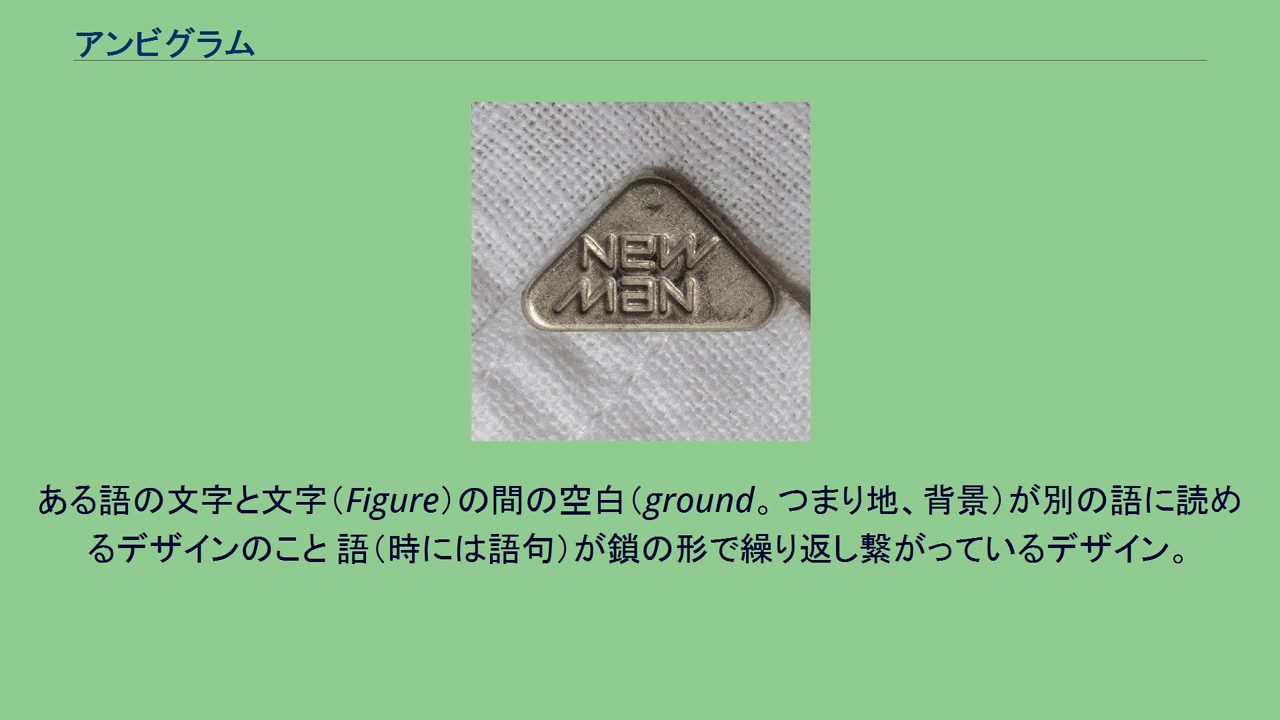 アンビグラム
NEW
MAN
ある語の文字と文字（Figure）の間の空白（ground。つまり地、背景）が別の語に読め
るデザインのこと 語（時には語句）が鎖の形で繰り返し繋がっているデザイン。